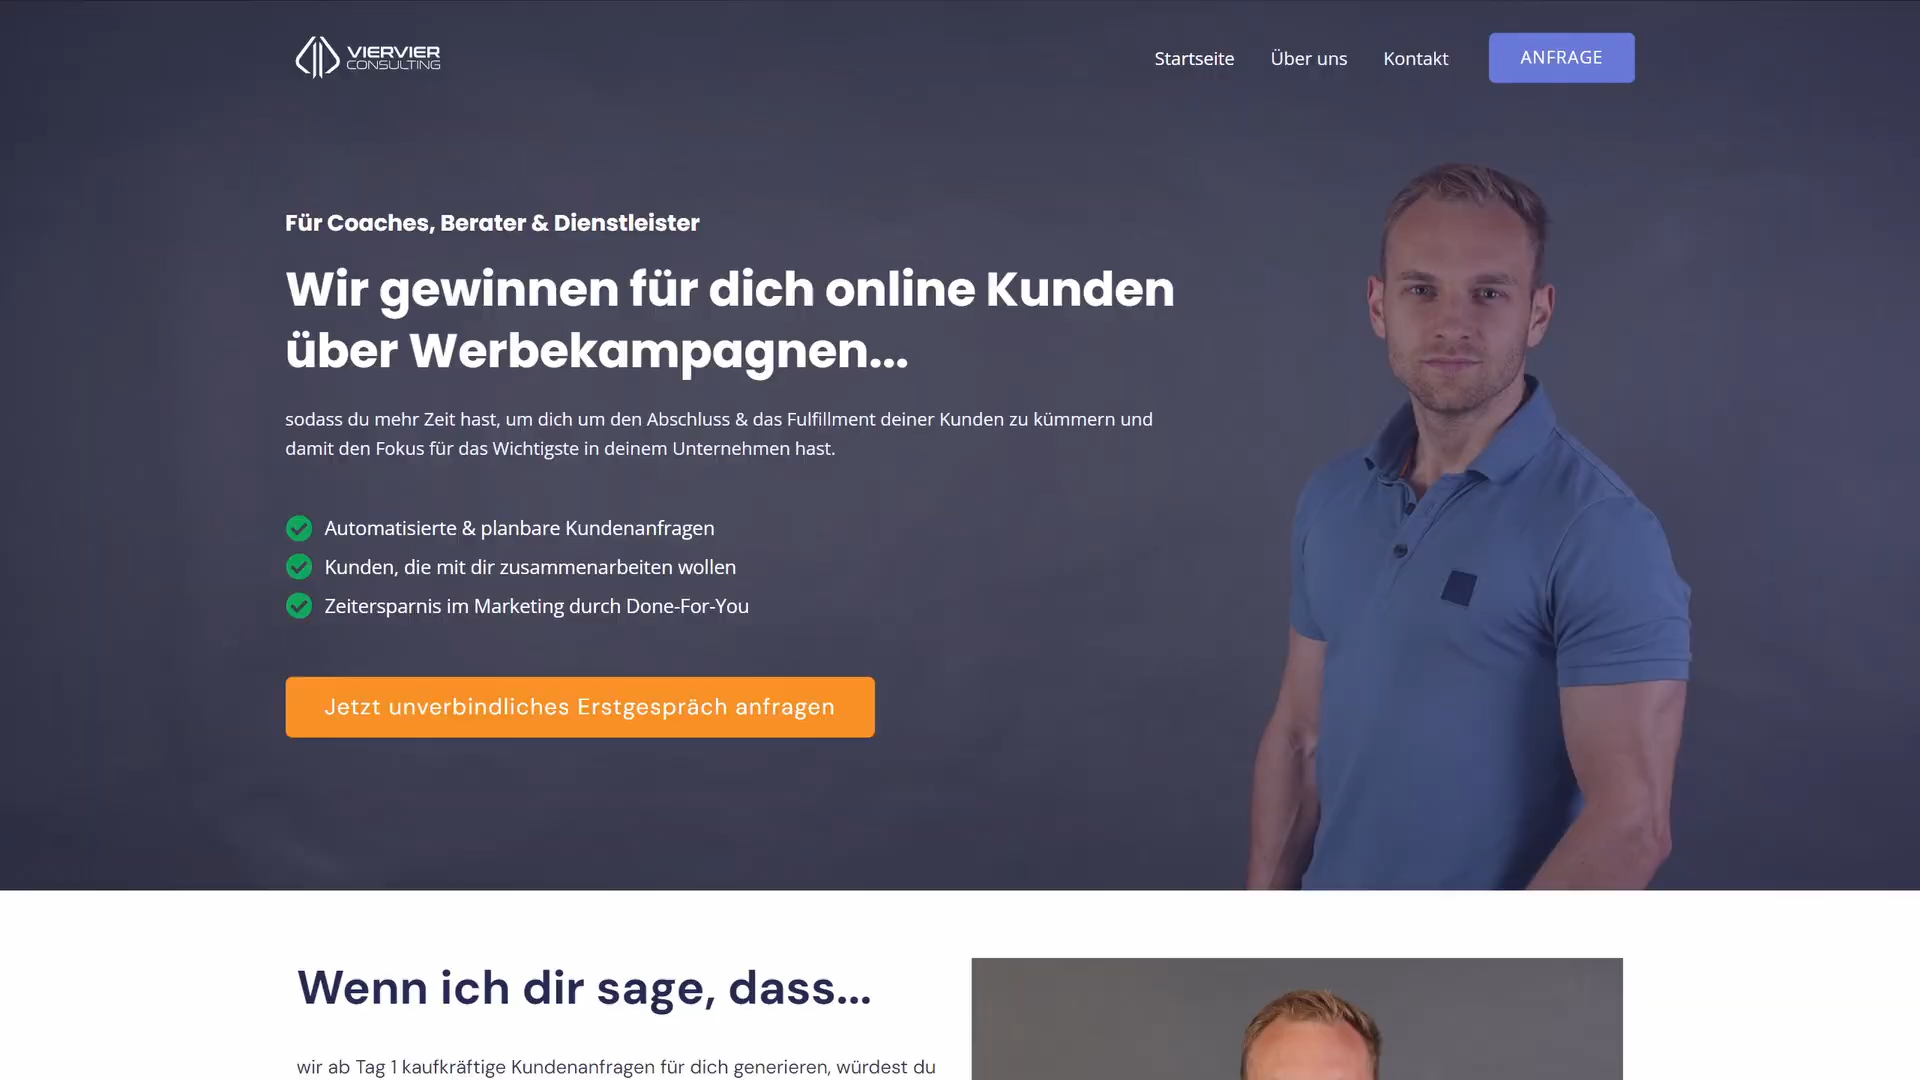 VIERVIER
CONSULTING
Startseite
Über uns
Kontakt
ANFRAGE
Für Coaches, Berater & Dienstleister
Wir gewinnen für dich online Kunden
über Werbekampagnen...
sodass du mehr Zeit hast, um dich um den Abschluss & das Fulfillment deiner Kunden zu kümmern und
damit den Fokus für das Wichtigste in deinem Unternehmen hast.
Automatisierte & planbare Kundenanfragen
Kunden, die mit dir zusammenarbeiten wollen
Zeitersparnis im Marketing durch Done-For-You
Jetzt unverbindliches Erstgespräch anfragen
Wenn ich dir sage, dass...
wir ab Tag 1 kaufkräftige Kundenanfragen für dich generieren, würdest du